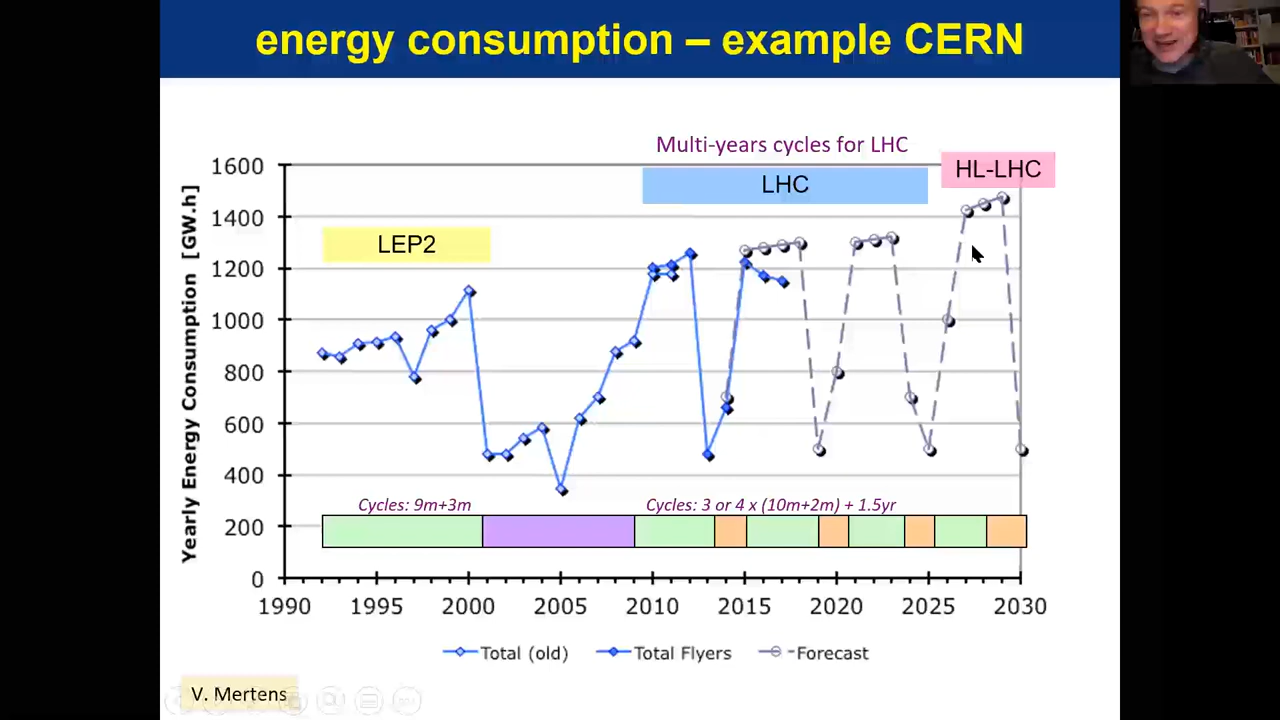 energy consumption – example CERN
Multi-years cycles for LHC
LHC
HL-LHC
LEP2
Yearly Energy Consumption [GW.h]
1600
1400
1200
1000
800
600
400
200
0
Cycles: 9m+3m
Cycles: 3 or 4 x (10m+2m) + 1.5yr
1990 1995 2000 2005 2010 2015 2020 2025 2030
Total (old) Total Flyers Forecast
V. Mertens